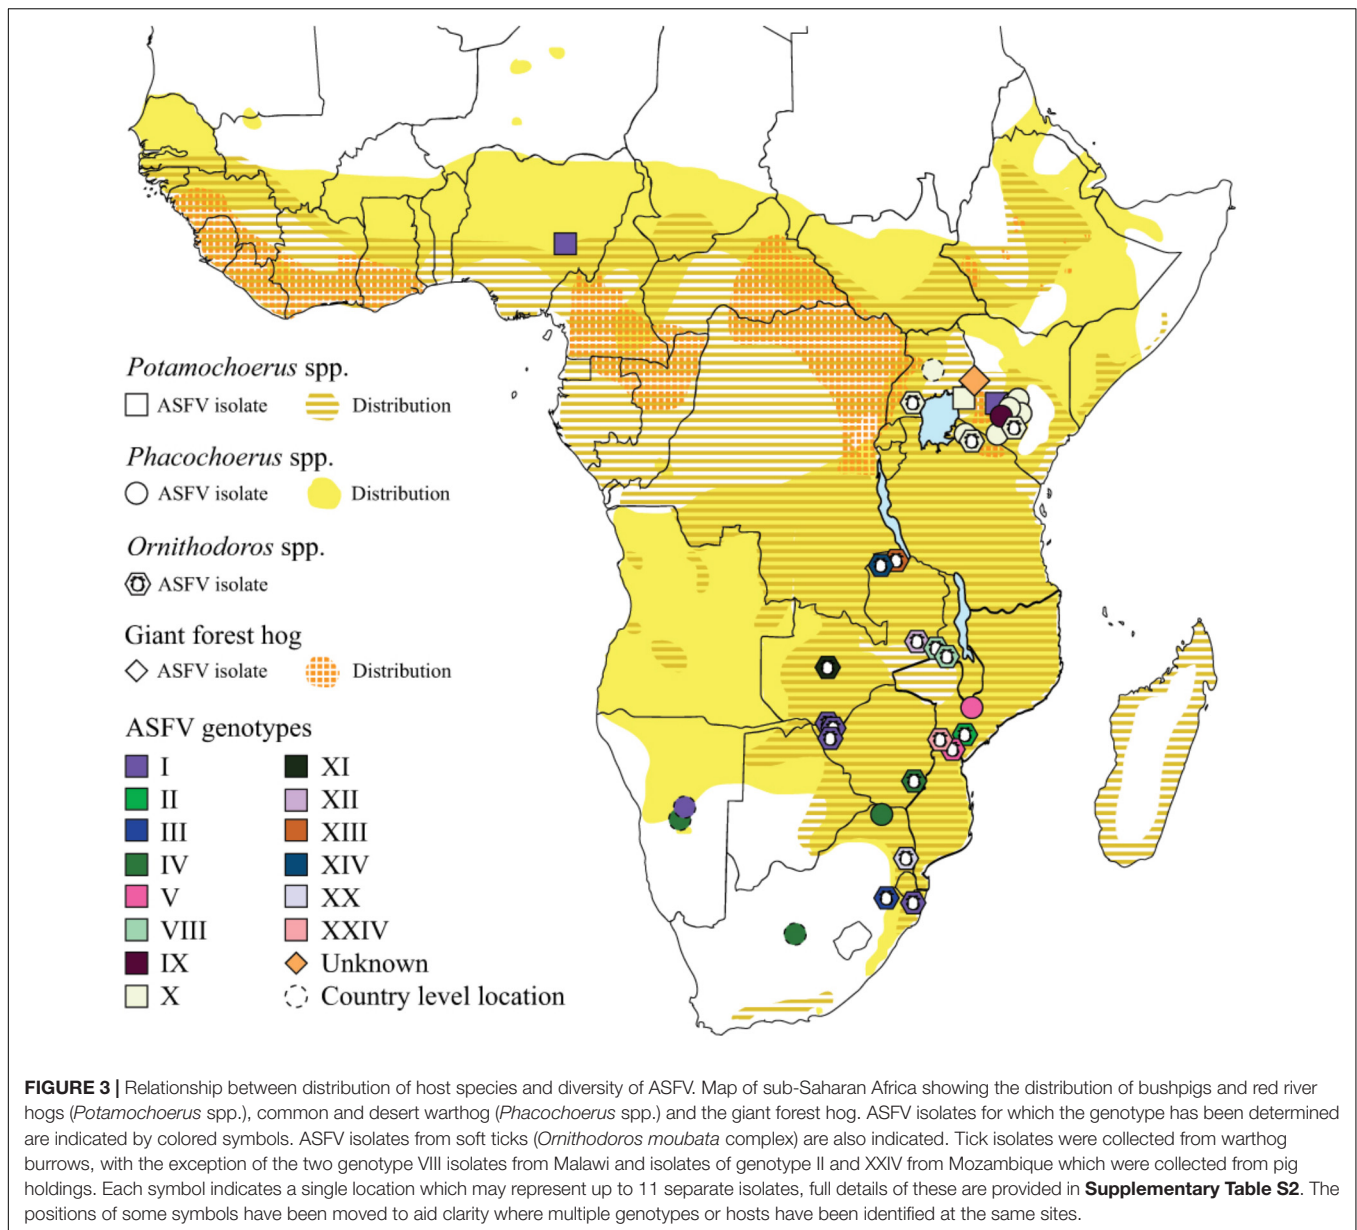 Potamochoerus spp.
ASFV isolate Distribution
Phacochoerus spp.
ASFV isolate Distribution
Ornithodoros spp.
ASFV isolate
Giant forest hog
ASFV isolate Distribution
ASFV genotypes
I XI
II XII
III XIII
IV XIV
V XX
VIII XXIV
IX Unknown
X Country level location
FIGURE 3 | Relationship between distribution of host species and diversity of ASFV. Map of sub-Saharan Africa showing the distribution of bushpigs and red river
hogs (Potamochoerus spp.), common and desert warthog (Phacochoerus spp.) and the giant forest hog. ASFV isolates for which the genotype has been determined
are indicated by colored symbols. ASFV isolates from soft ticks (Ornithodoros moubata complex) are also indicated. Tick isolates were collected from warthog
burrows, with the exception of the two genotype VIII isolates from Malawi and isolates of genotype II and XXIV from Mozambique which were collected from pig
holdings. Each symbol indicates a single location which may represent up to 11 separate isolates, full details of these are provided in Supplementary Table S2. The
positions of some symbols have been moved to aid clarity where multiple genotypes or hosts have been identified at the same sites.